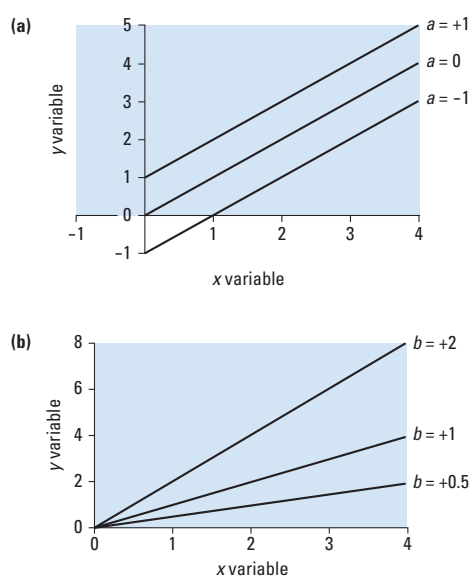 (a)
5
a = +1
4
a = 0
3
a = −1
2
1
0
−1
1
2
3
4
−1
y variable
x variable
(b)
8
b = +2
6
4
b = +1
2
b = +0.5
0
0
1
2
3
4
y variable
x variable